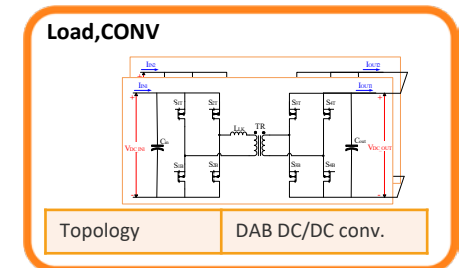 Load,CONV
IIN2 IOUT2
IIN1 IOUT1
+ S1T S2T S3T S4T +
LLK TR
VDC IN1 Cin Cout VDC OUT
S1B S2B S3B S4B
- -
Topology DAB DC/DC conv.